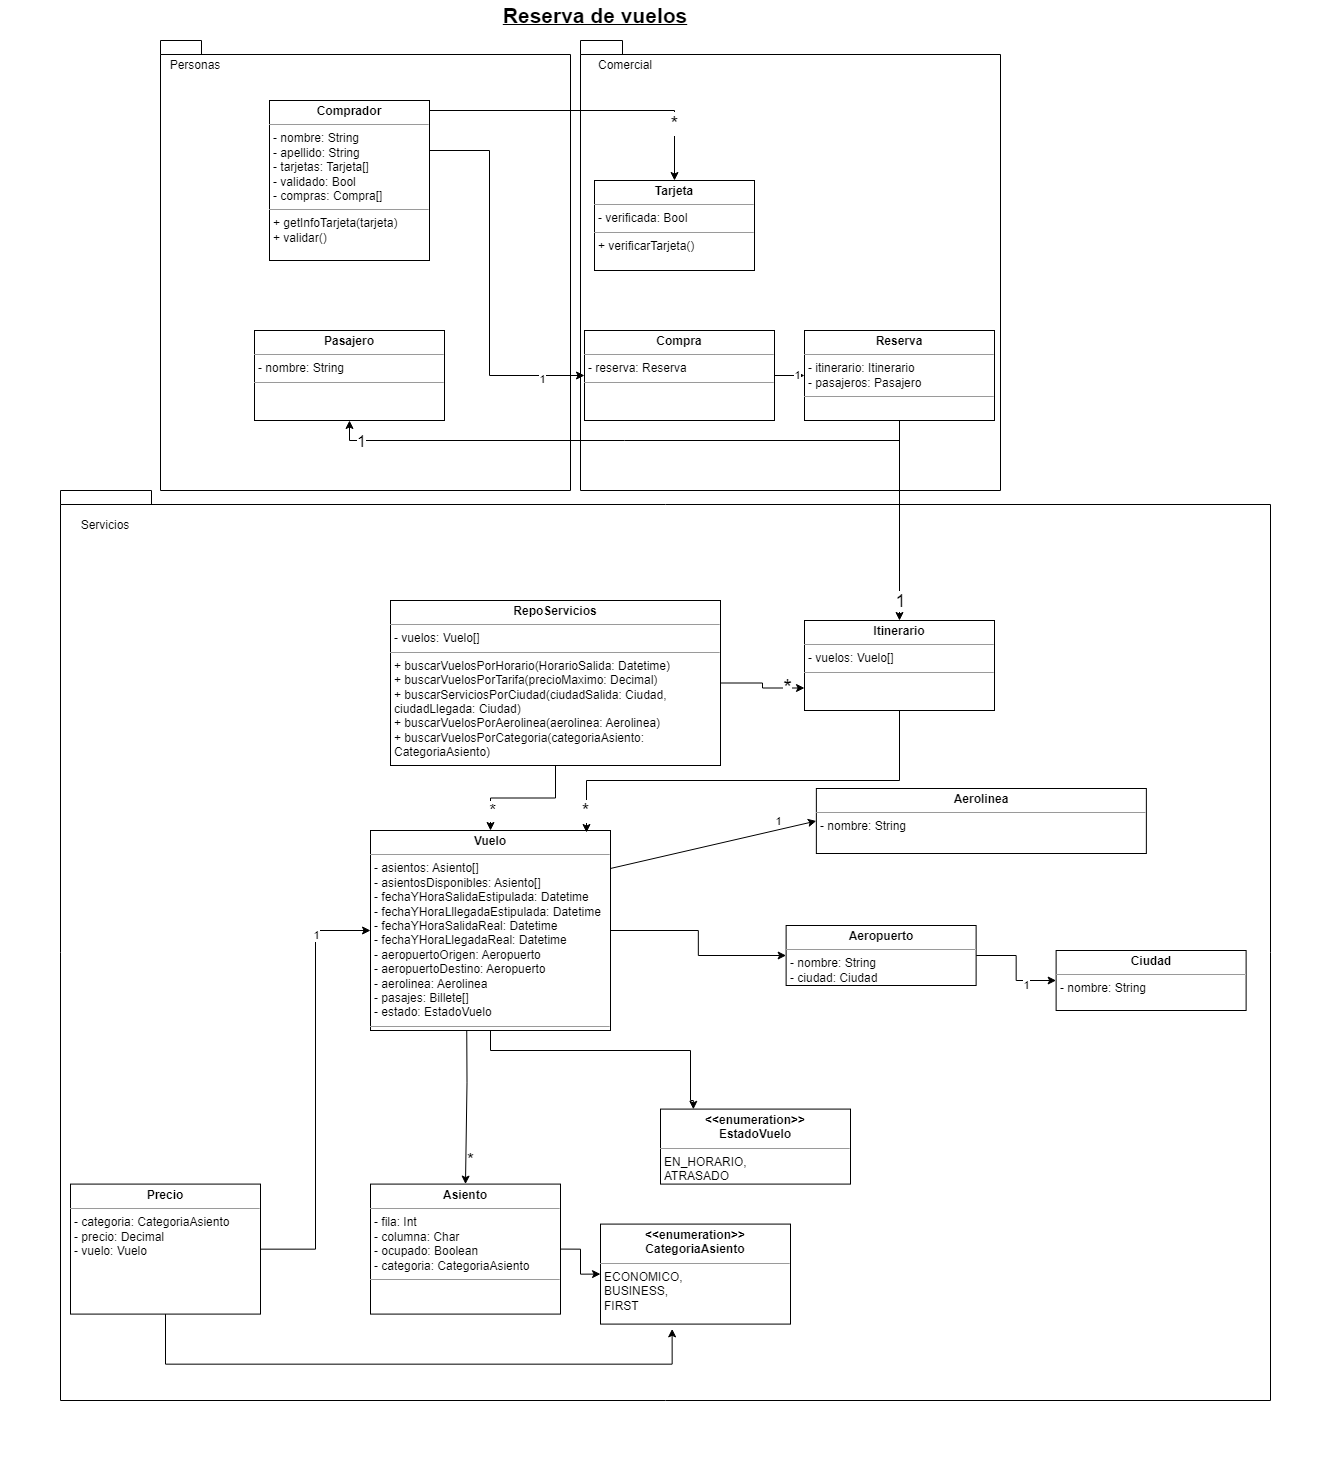 Reserva de vuelos
Personas
Comercial
Comprador
- nombre: String
- apellido: String
- tarjetas: Tarjeta[]
- validado: Bool
- compras: Compra[]
+ getInfoTarjeta(tarjeta)
+ validar()
*
Tarjeta
- verificada: Bool
+ verificarTarjeta()
Pasajero
- nombre: String
1
Compra
- reserva: Reserva
1
Reserva
- itinerario: Itinerario
- pasajeros: Pasajero
1
Servicios
1
RepoServicios
- vuelos: Vuelo[]
+ buscarVuelosPorHorario(HorarioSalida: Datetime)
+ buscarVuelosPorTarifa(precioMaximo: Decimal)
+ buscarServiciosPorCiudad(ciudadSalida: Ciudad,
ciudadLlegada: Ciudad)
+ buscarVuelosPorAerolinea(aerolinea: Aerolinea)
+ buscarVuelosPorCategoria(categoriaAsiento:
CategoriaAsiento)
*
Itinerario
- vuelos: Vuelo[]
*
*
Vuelo
- asientos: Asiento[]
- asientosDisponibles: Asiento[]
- fechaYHoraSalidaEstipulada: Datetime
- fechaYHoraLllegadaEstipulada: Datetime
- fechaYHoraSalidaReal: Datetime
- fechaYHoraLlegadaReal: Datetime
- aeropuertoOrigen: Aeropuerto
- aeropuertoDestino: Aeropuerto
- aerolinea: Aerolinea
- pasajes: Billete[]
- estado: EstadoVuelo
1
Aerolinea
- nombre: String
1
Aeropuerto
- nombre: String
- ciudad: Ciudad
1
Ciudad
- nombre: String
<<enumeration>>
EstadoVuelo
EN_HORARIO,
ATRASADO
*
Precio
- categoria: CategoriaAsiento
- precio: Decimal
- vuelo: Vuelo
Asiento
- fila: Int
- columna: Char
- ocupado: Boolean
- categoria: CategoriaAsiento
<<enumeration>>
CategoriaAsiento
ECONOMICO,
BUSINESS,
FIRST